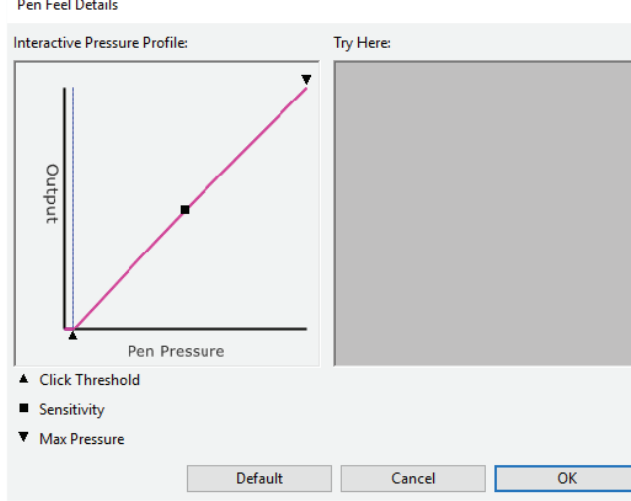 Pen Feel Details
Interactive Pressure Profile:
Try Here:
Output
Pen Pressure
▲ Click Threshold
■ Sensitivity
▼ Max Pressure
Default
Cancel
OK